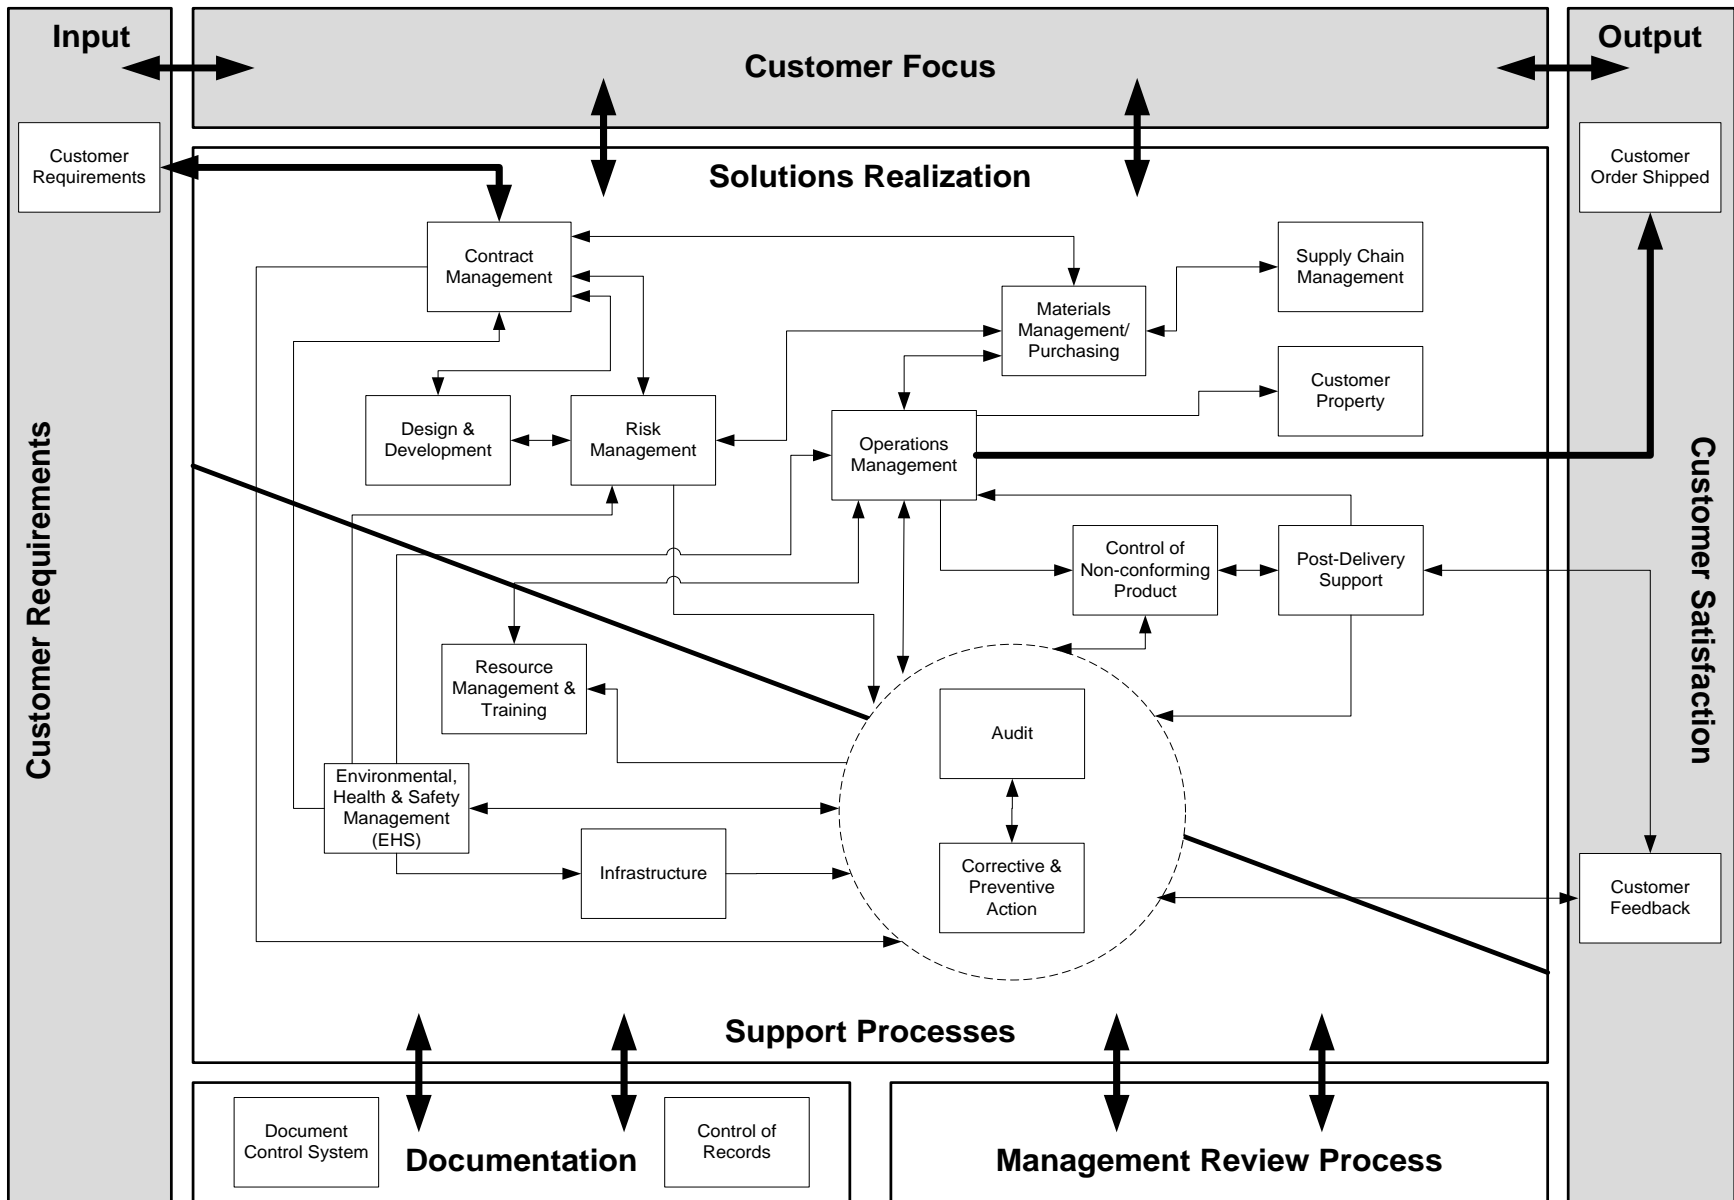 Input
Customer Focus
Output
Customer
Requirements
Customer
Order Shipped
Solutions Realization
Contract
Management
Supply Chain
Management
Materials
Management/
Purchasing
Customer
Property
Design &
Development
Risk
Management
Operations
Management
Customer Requirements
Customer Satisfaction
Control of
Non-conforming
Product
Post-Delivery
Support
Resource
Management &
Training
Audit
Environmental,
Health & Safety
Management
(EHS)
Infrastructure
Corrective &
Preventive
Action
Customer
Feedback
Support Processes
Document
Control System
Documentation
Control of
Records
Management Review Process